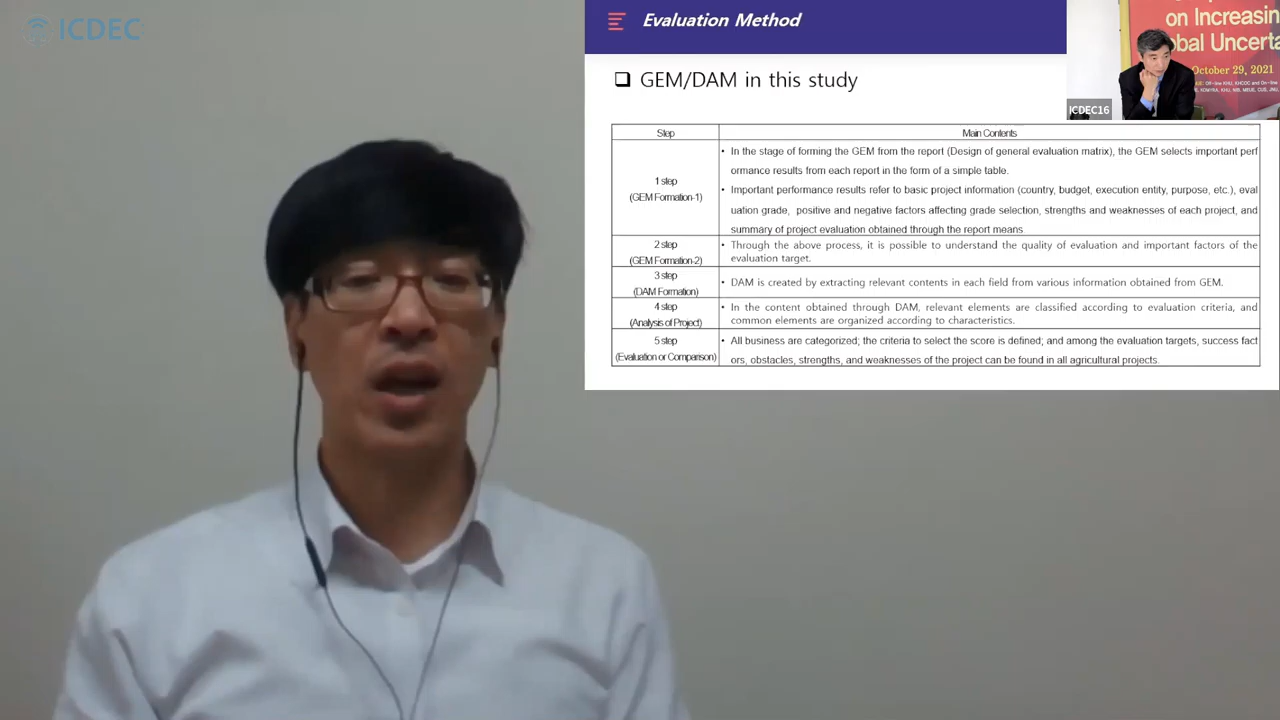 ICDEC
Evaluation Method
on Increasin
obal Uncerta
October 29, 2021
ICDEC16
GEM/DAM in this study
Step
Main Contents
1 step
(GEM Formation-1)
• In the stage of forming the GEM from the report (Design of general evaluation matrix), the GEM selects important perf
ormance results from each report in the form of a simple table.
• Important performance results refer to basic project information (country, budget, execution entity, purpose, etc.), eval
uation grade, positive and negative factors affecting grade selection, strengths and weaknesses of each project, and
summary of project evaluation obtained through the report means.
2 step
(GEM Formation-2)
• Through the above process, it is possible to understand the quality of evaluation and important factors of the
evaluation target.
3 step
(DAM Formation)
• DAM is created by extracting relevant contents in each field from various information obtained from GEM.
4 step
(Analysis of Project)
• In the content obtained through DAM, relevant elements are classified according to evaluation criteria, and
common elements are organized according to characteristics.
5 step
(Evaluation or Comparison)
• All business are categorized; the criteria to select the score is defined; and among the evaluation targets, success fact
ors, obstacles, strengths, and weaknesses of the project can be found in all agricultural projects.